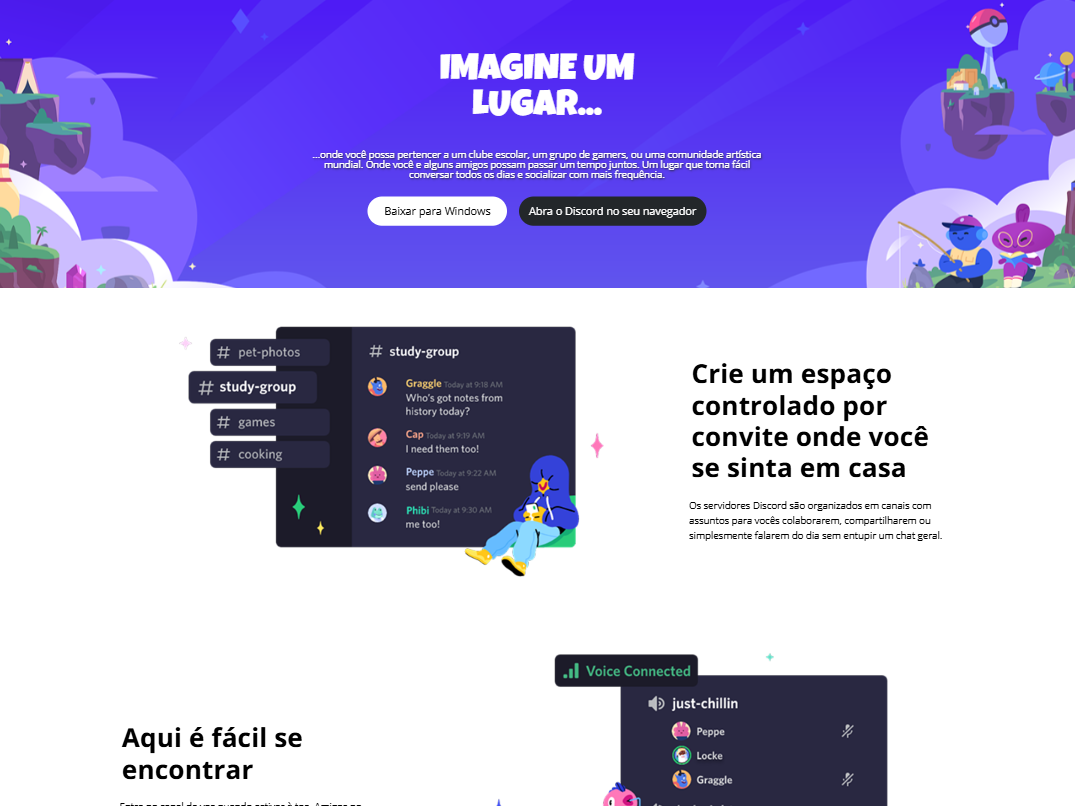 IMAGINE UM
LUGAR...
...onde você possa pertencer a um clube escolar, um grupo de gamers, ou uma comunidade artística
mundial. Onde você e alguns amigos possam passar um tempo juntos. Um lugar que torna fácil
conversar todos os dias e socializar com mais frequência.
Baixar para Windows
Abra o Discord no seu navegador
# pet-photos
# study-group
# games
# cooking
# study-group
Graggle Today at 9:18 AM
Who's got notes from
history today?
Cap Today at 9:19 AM
I need them too!
Peppe Today at 9:22 AM
send please
Phibi Today at 9:30 AM
me too!
Crie um espaço
controlado por
convite onde você
se sinta em casa
Os servidores Discord são organizados em canais com
assuntos para vocês colaborarem, compartilharem ou
simplesmente falarem do dia sem entupir um chat geral.
Aqui é fácil se
encontrar
Voice Connected
just-chillin
Peppe
Locke
Graggle